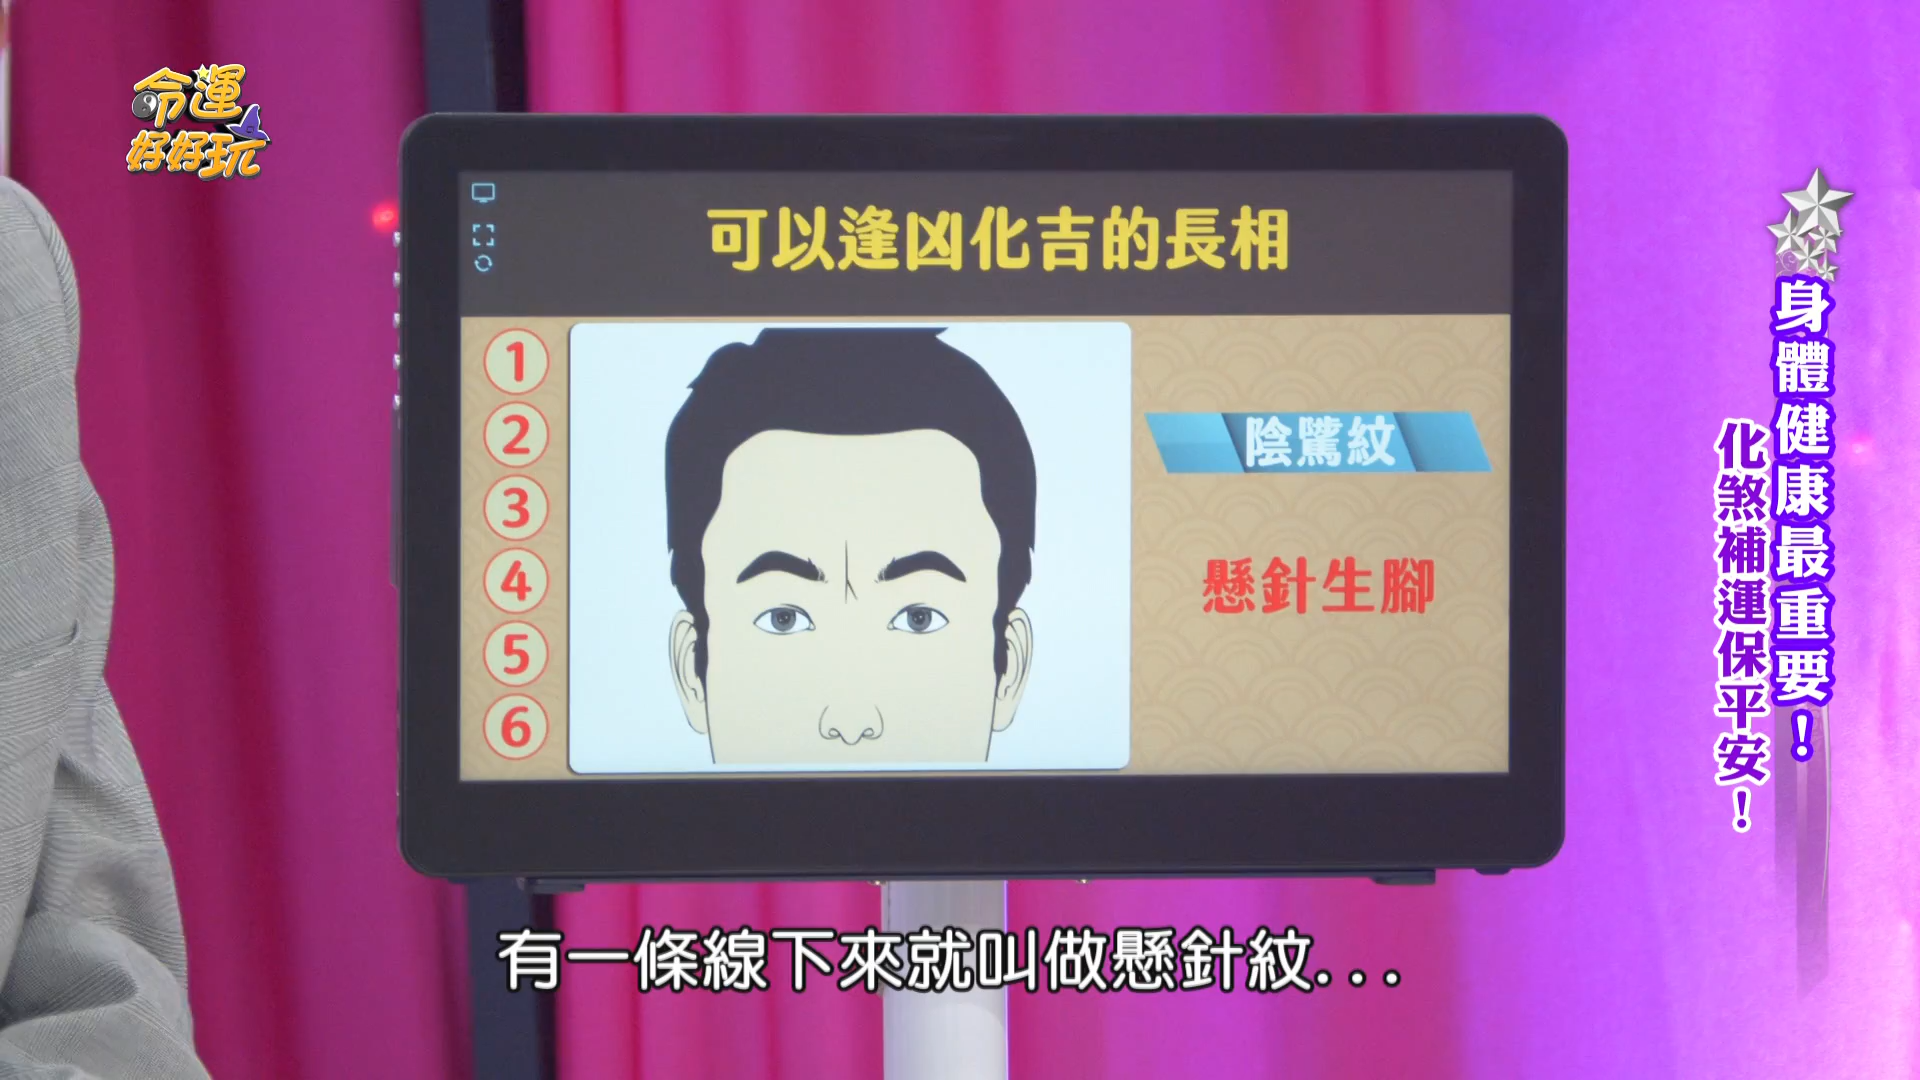 命運
好好玩
可以逢凶化吉的長相
1
2
3
4
5
6
陰騭紋
懸針生腳
身體健康最重要！
化煞補運保平安！
有一條線下來就叫做懸針紋...